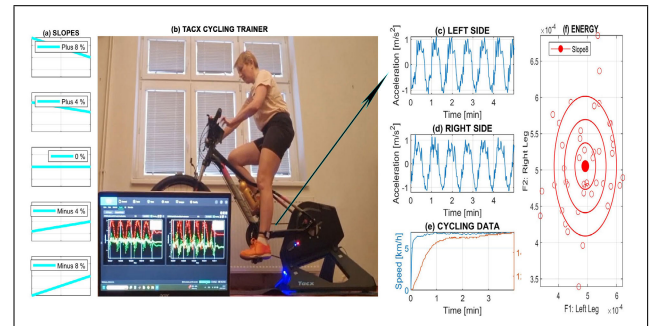 (a) SLOPES
Plus 8 %
Plus 4 %
0 %
Minus 4 %
Minus 8 %
(b) TACX CYCLING TRAINER
TACX
(c) LEFT SIDE
Acceleration [m/s²]
1
0
-1
0 1 2 3 4
Time [min]
(d) RIGHT SIDE
Acceleration [m/s²]
1
0
-1
0 1 2 3 4
Time [min]
(e) CYCLING DATA
Speed [km/h]
5
0
0 1 2 3
Time [min]
(f) ENERGY
×10⁻⁴
Slope8
F2: Right Leg
6.5
6
5.5
5
4.5
4
3.5
4 5 6
F1: Left Leg ×10⁻⁴